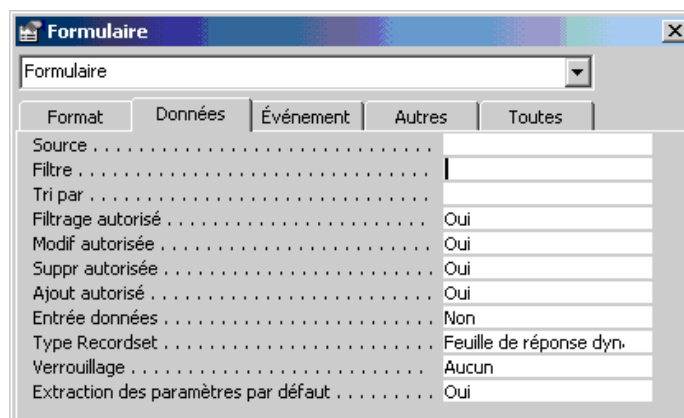 Formulaire
Formulaire
Format Données Événement Autres Toutes
Source . . . . . . . . . . . . . . . . . . . . . . . . . . . . . . .
Filtre . . . . . . . . . . . . . . . . . . . . . . . . . . . . . . . .
Tri par . . . . . . . . . . . . . . . . . . . . . . . . . . . . . . .
Filtrage autorisé . . . . . . . . . . . . . . . . . . . . . . . Oui
Modif autorisée . . . . . . . . . . . . . . . . . . . . . . . . Oui
Suppr autorisée . . . . . . . . . . . . . . . . . . . . . . . Oui
Ajout autorisé . . . . . . . . . . . . . . . . . . . . . . . . . Oui
Entrée données . . . . . . . . . . . . . . . . . . . . . . . . Non
Type Recordset . . . . . . . . . . . . . . . . . . . . . . . . Feuille de réponse dyn
Verrouillage . . . . . . . . . . . . . . . . . . . . . . . . . . . Aucun
Extraction des paramètres par défaut . . . . . . . . . Oui